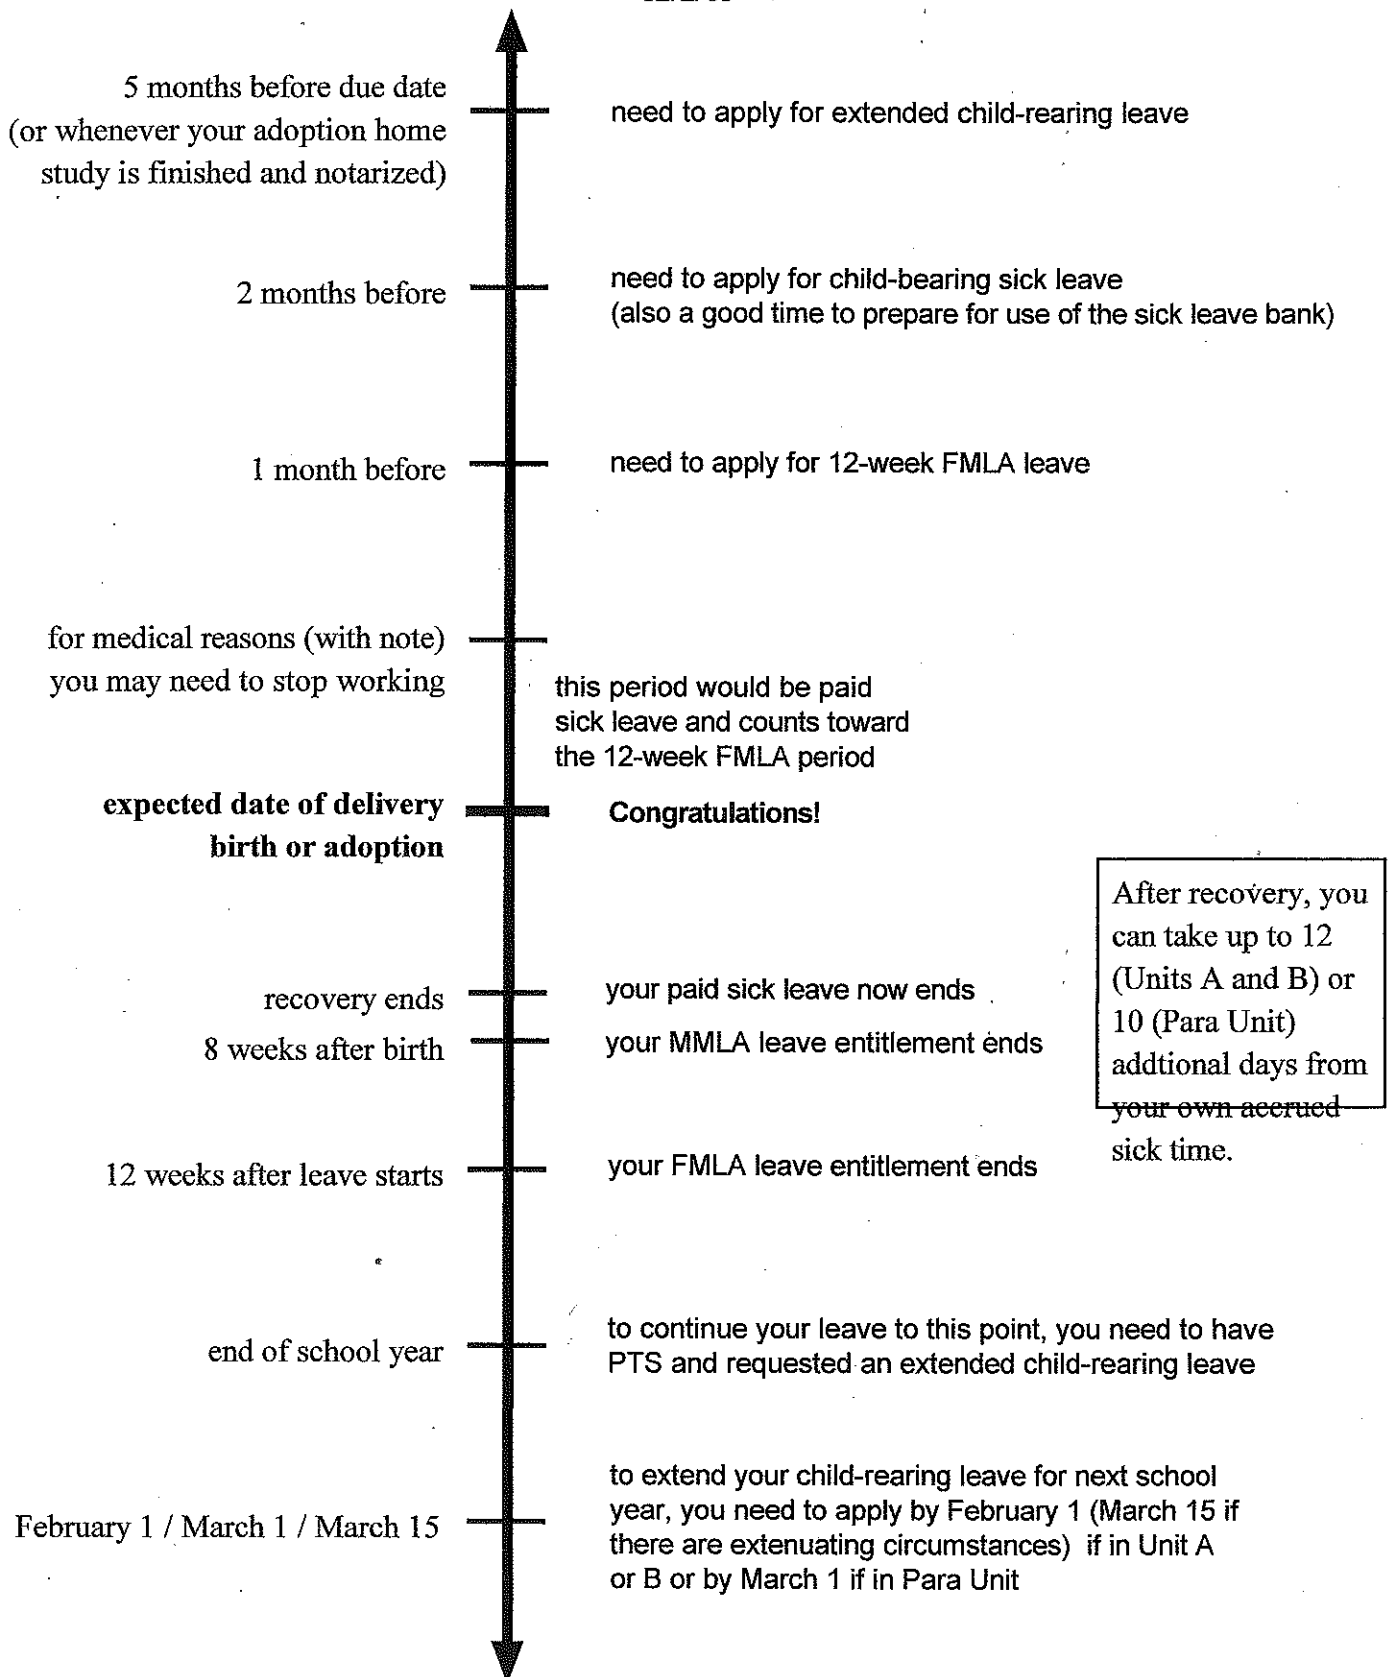 5 months before due date
(or whenever your adoption home
study is finished and notarized)
need to apply for extended child-rearing leave
2 months before
need to apply for child-bearing sick leave
(also a good time to prepare for use of the sick leave bank)
1 month before
need to apply for 12-week FMLA leave
for medical reasons (with note)
you may need to stop working
this period would be paid
sick leave and counts toward
the 12-week FMLA period
expected date of delivery
birth or adoption
Congratulations!
After recovery, you
can take up to 12
(Units A and B) or
10 (Para Unit)
addtional days from
your own accrued
sick time.
recovery ends
your paid sick leave now ends
8 weeks after birth
your MMLA leave entitlement ends
12 weeks after leave starts
your FMLA leave entitlement ends
end of school year
to continue your leave to this point, you need to have
PTS and requested an extended child-rearing leave
February 1 / March 1 / March 15
to extend your child-rearing leave for next school
year, you need to apply by February 1 (March 15 if
there are extenuating circumstances) if in Unit A
or B or by March 1 if in Para Unit